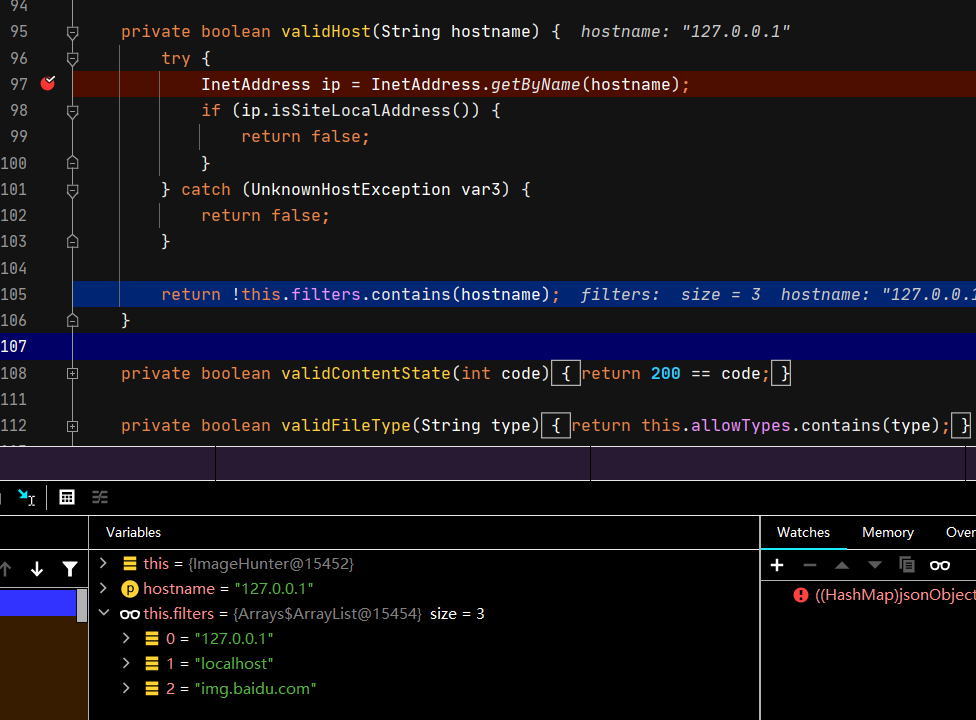 94
95 private boolean validHost(String hostname) { hostname: "127.0.0.1"
96 try {
97 InetAddress ip = InetAddress.getByName(hostname);
98 if (ip.isSiteLocalAddress()) {
99 return false;
100 }
101 } catch (UnknownHostException var3) {
102 return false;
103 }
104
105 return !this.filters.contains(hostname); filters: size = 3 hostname: "127.0.0.1
106 }
107
108 private boolean validContentState(int code) { return 200 == code; }
111
112 private boolean validFileType(String type) { return this.allowTypes.contains(type); }
Variables
Watches Memory Over
this = {ImageHunter@15452}
p hostname = "127.0.0.1"
this.filters = {Arrays$ArrayList@15454} size = 3
0 = "127.0.0.1"
1 = "localhost"
2 = "img.baidu.com"
((HashMap)jsonObject